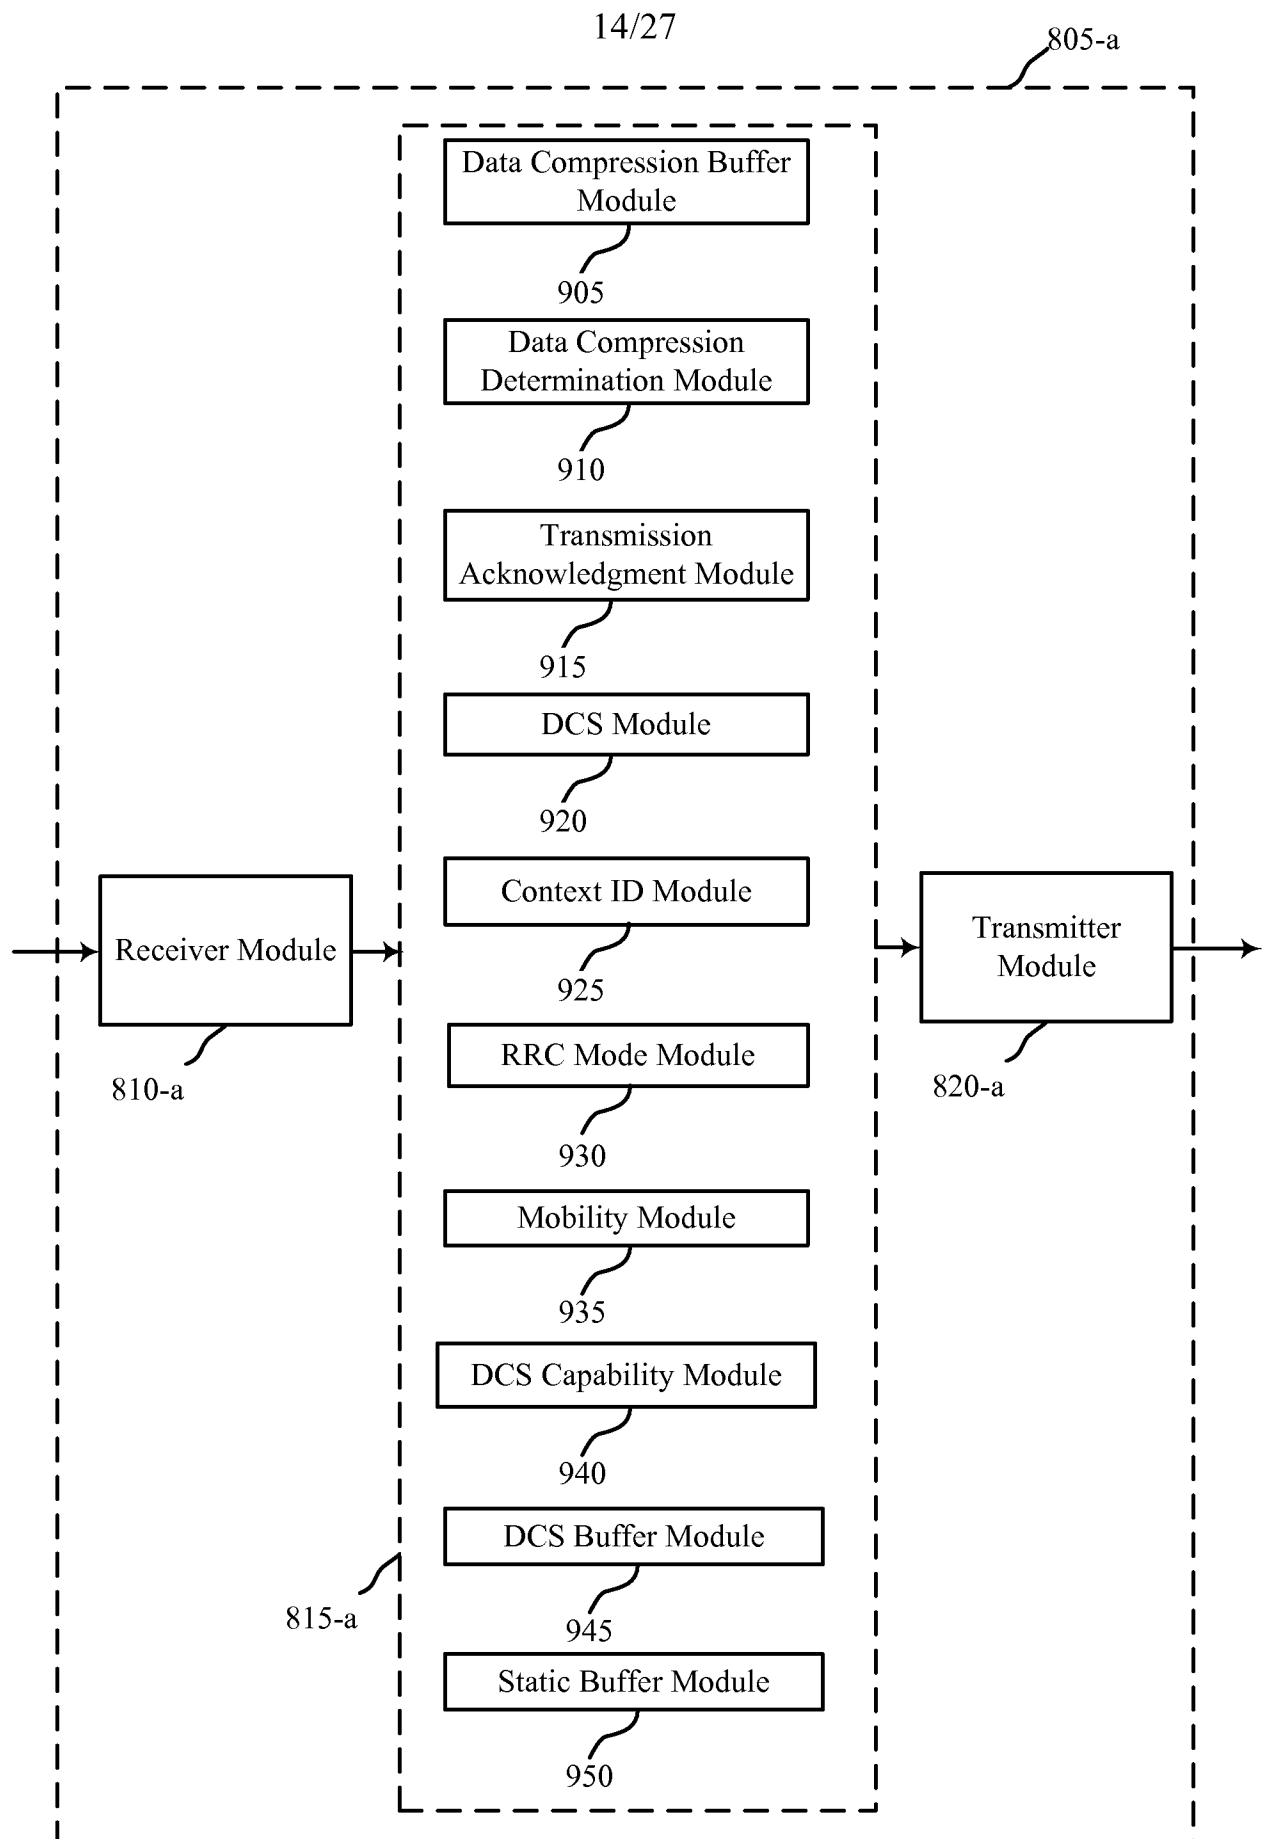 14/27
805-a
Data Compression Buffer
Module
905
Data Compression
Determination Module
910
Transmission
Acknowledgment Module
915
DCS Module
920
Context ID Module
925
Receiver Module
810-a
Transmitter
Module
820-a
RRC Mode Module
930
Mobility Module
935
DCS Capability Module
940
DCS Buffer Module
945
815-a
Static Buffer Module
950